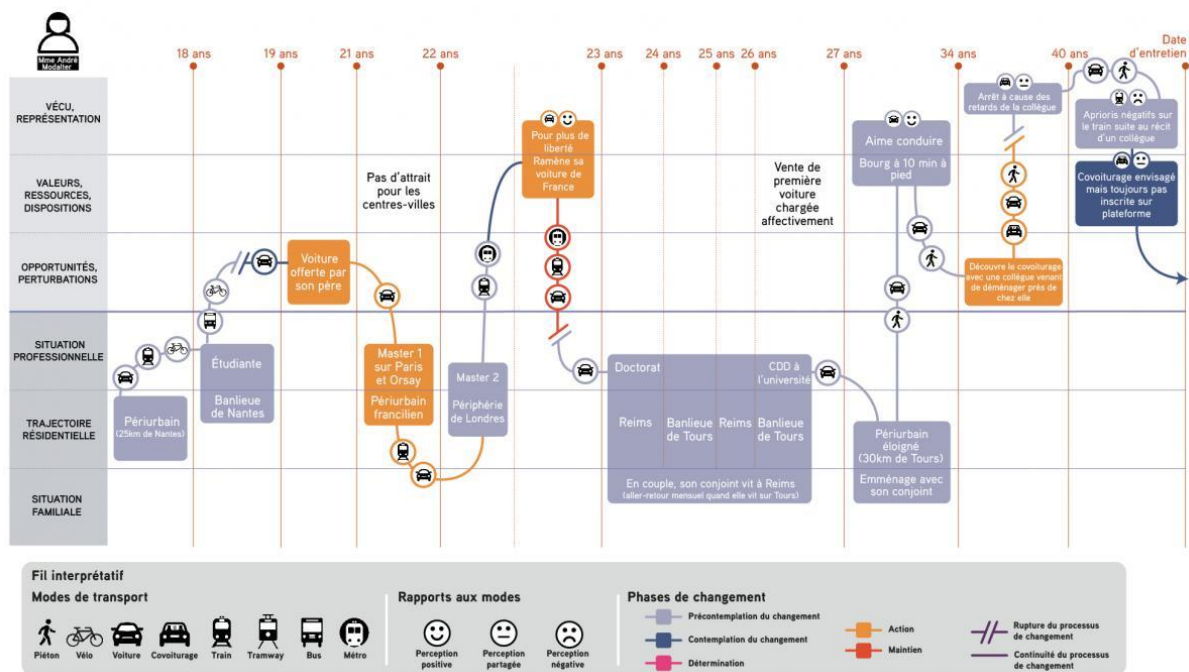 Mme André
Modalter
18 ans
19 ans
21 ans
22 ans
23 ans
24 ans
25 ans
26 ans
27 ans
34 ans
40 ans
Date
d'entretien
VÉCU,
REPRÉSENTATION
VALEURS,
RESSOURCES,
DISPOSITIONS
OPPORTUNITÉS,
PERTURBATIONS
SITUATION
PROFESSIONNELLE
TRAJECTOIRE
RÉSIDENTIELLE
SITUATION
FAMILIALE
Périurbain
(25km de Nantes)
Étudiante
Banlieue
de Nantes
Voiture
offerte par
son père
Pas d'attrait
pour les
centres-villes
Master 1
sur Paris
et Orsay
Périurbain
francilien
Master 2
Périphérie
de Londres
Pour plus de
liberté
Ramène sa
voiture de
France
Doctorat
CDD à
l'université
Reims
Banlieue
de Tours
Reims
Banlieue
de Tours
En couple, son conjoint vit à Reims
(aller-retour mensuel quand elle vit sur Tours)
Vente de
première
voiture
chargée
affectivement
Aime conduire
Bourg à 10 min à
pied
Périurbain
éloigné
(30km de Tours)
Emménage avec
son conjoint
Découvre le covoiturage
avec une collègue venant
de déménager près de
chez elle
Arrêt à cause des
retards de la collègue
Aprioris négatifs sur
le train suite au récit
d'un collègue
Covoiturage envisagé
mais toujours pas
inscrite sur
plateforme
Fil interprétatif
Modes de transport
Piéton
Vélo
Voiture
Covoiturage
Train
Tramway
Bus
Métro
Rapports aux modes
Perception
positive
Perception
partagée
Perception
négative
Phases de changement
Précontemplation du changement
Contemplation du changement
Détermination
Action
Maintien
Rupture du processus
de changement
Continuité du processus
de changement